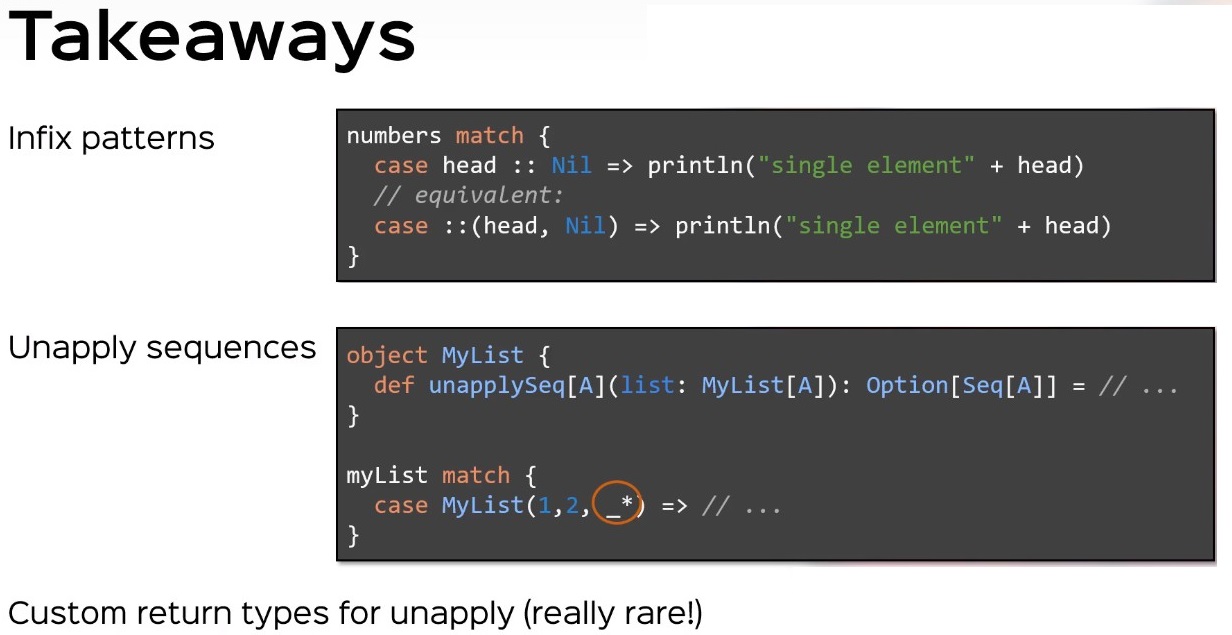 Takeaways
Infix patterns
numbers match {
  case head :: Nil => println("single element" + head)
  // equivalent:
  case ::(head, Nil) => println("single element" + head)
}
Unapply sequences
object MyList {
  def unapplySeq[A](list: MyList[A]): Option[Seq[A]] = // ...
}
myList match {
  case MyList(1,2, _*) => // ...
}
Custom return types for unapply (really rare!)